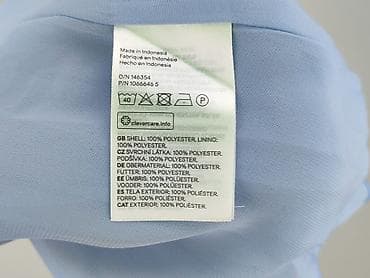 Made in Indonesia
Fabriqué en Indonésie
Hecho en Indonesia
O/N 146354
P/N 1066646 5
40 P
clevercare.info
GB SHELL: 100% POLYESTER. LINING:
100% POLYESTER.
CZ SVRCHNÍ LÁTKA: 100% POLYESTER.
PODŠÍVKA: 100% POLYESTER.
DE OBERMATERIAL: 100% POLYESTER.
FUTTER: 100% POLYESTER.
EE ÜMBRIS: 100% POLÜESTER.
VOODER: 100% POLÜESTER.
ES TELA EXTERIOR: 100% POLIÉSTER.
FORRO: 100% POLIÉSTER.
CAT EXTERIOR: 100% POLIÈSTER.